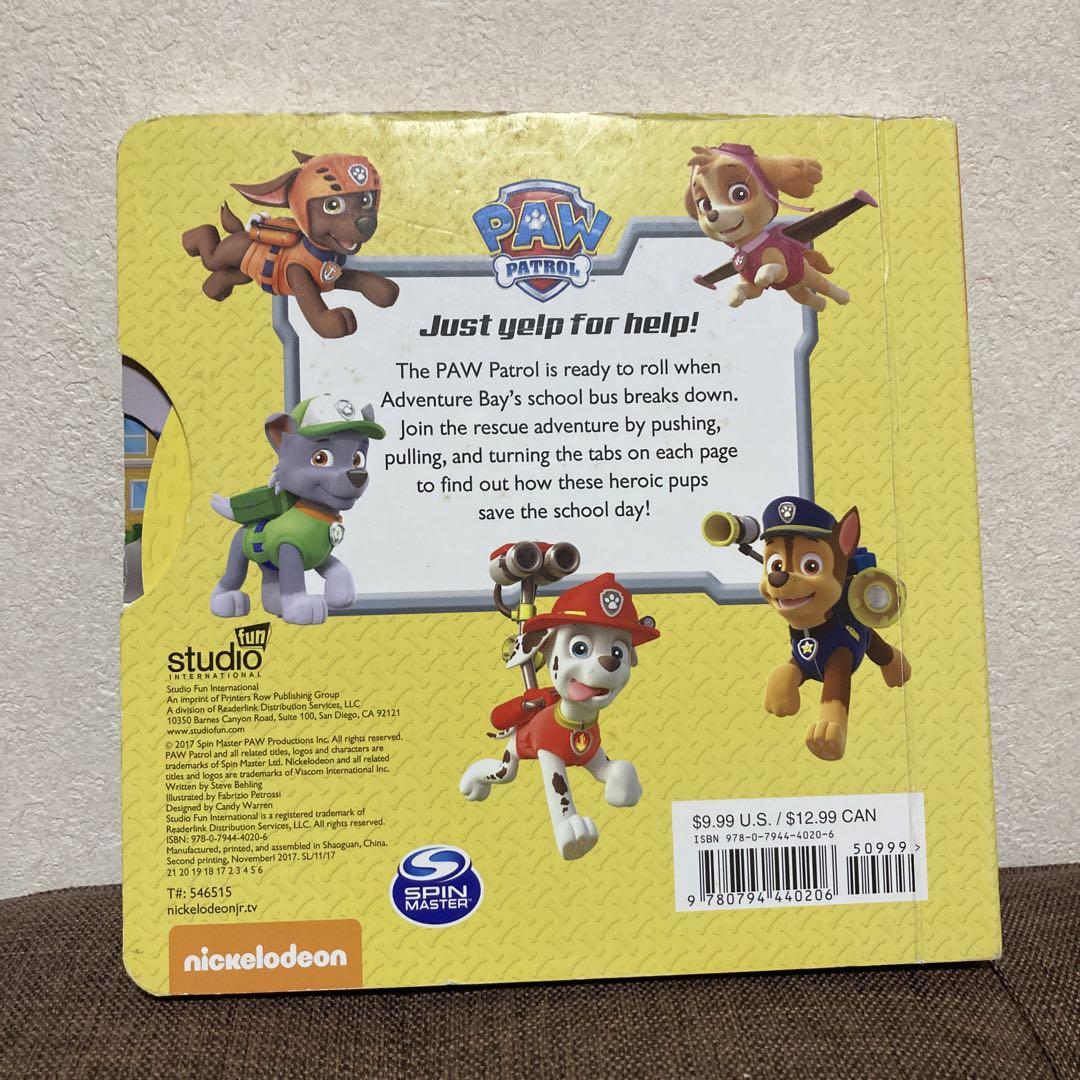 PAW
PATROL
Just yelp for help!
The PAW Patrol is ready to roll when
Adventure Bay's school bus breaks down.
Join the rescue adventure by pushing,
pulling, and turning the tabs on each page
to find out how these heroic pups
save the school day!
studio fun
INTERNATIONAL
Studio Fun International
An imprint of Printers Row Publishing Group
A division of Readerlink Distribution Services, LLC
10350 Barnes Canyon Road, Suite 100, San Diego, CA 92121
www.studiofun.com
© 2017 Spin Master PAW Productions Inc. All rights reserved.
PAW Patrol and all related titles, logos and characters are
trademarks of Spin Master Ltd. Nickelodeon and all related
titles and logos are trademarks of Viacom International Inc.
Written by Steve Behling
Illustrated by Fabrizio Petrossi
Designed by Candy Warren
Studio Fun International is a registered trademark of
Readerlink Distribution Services, LLC. All rights reserved.
ISBN: 978-0-7944-4020-6
Manufactured, printed, and assembled in Shaoguan, China.
Second printing, Novemberl 2017. SL/11/17
21 20 19 18 17 2 3 4 5 6
T#: 546515
nickelodeonjr.tv
SPIN
MASTER™
nickelodeon
$9.99 U.S. / $12.99 CAN
ISBN 978-0-7944-4020-6
50999 >
9 780794 440206